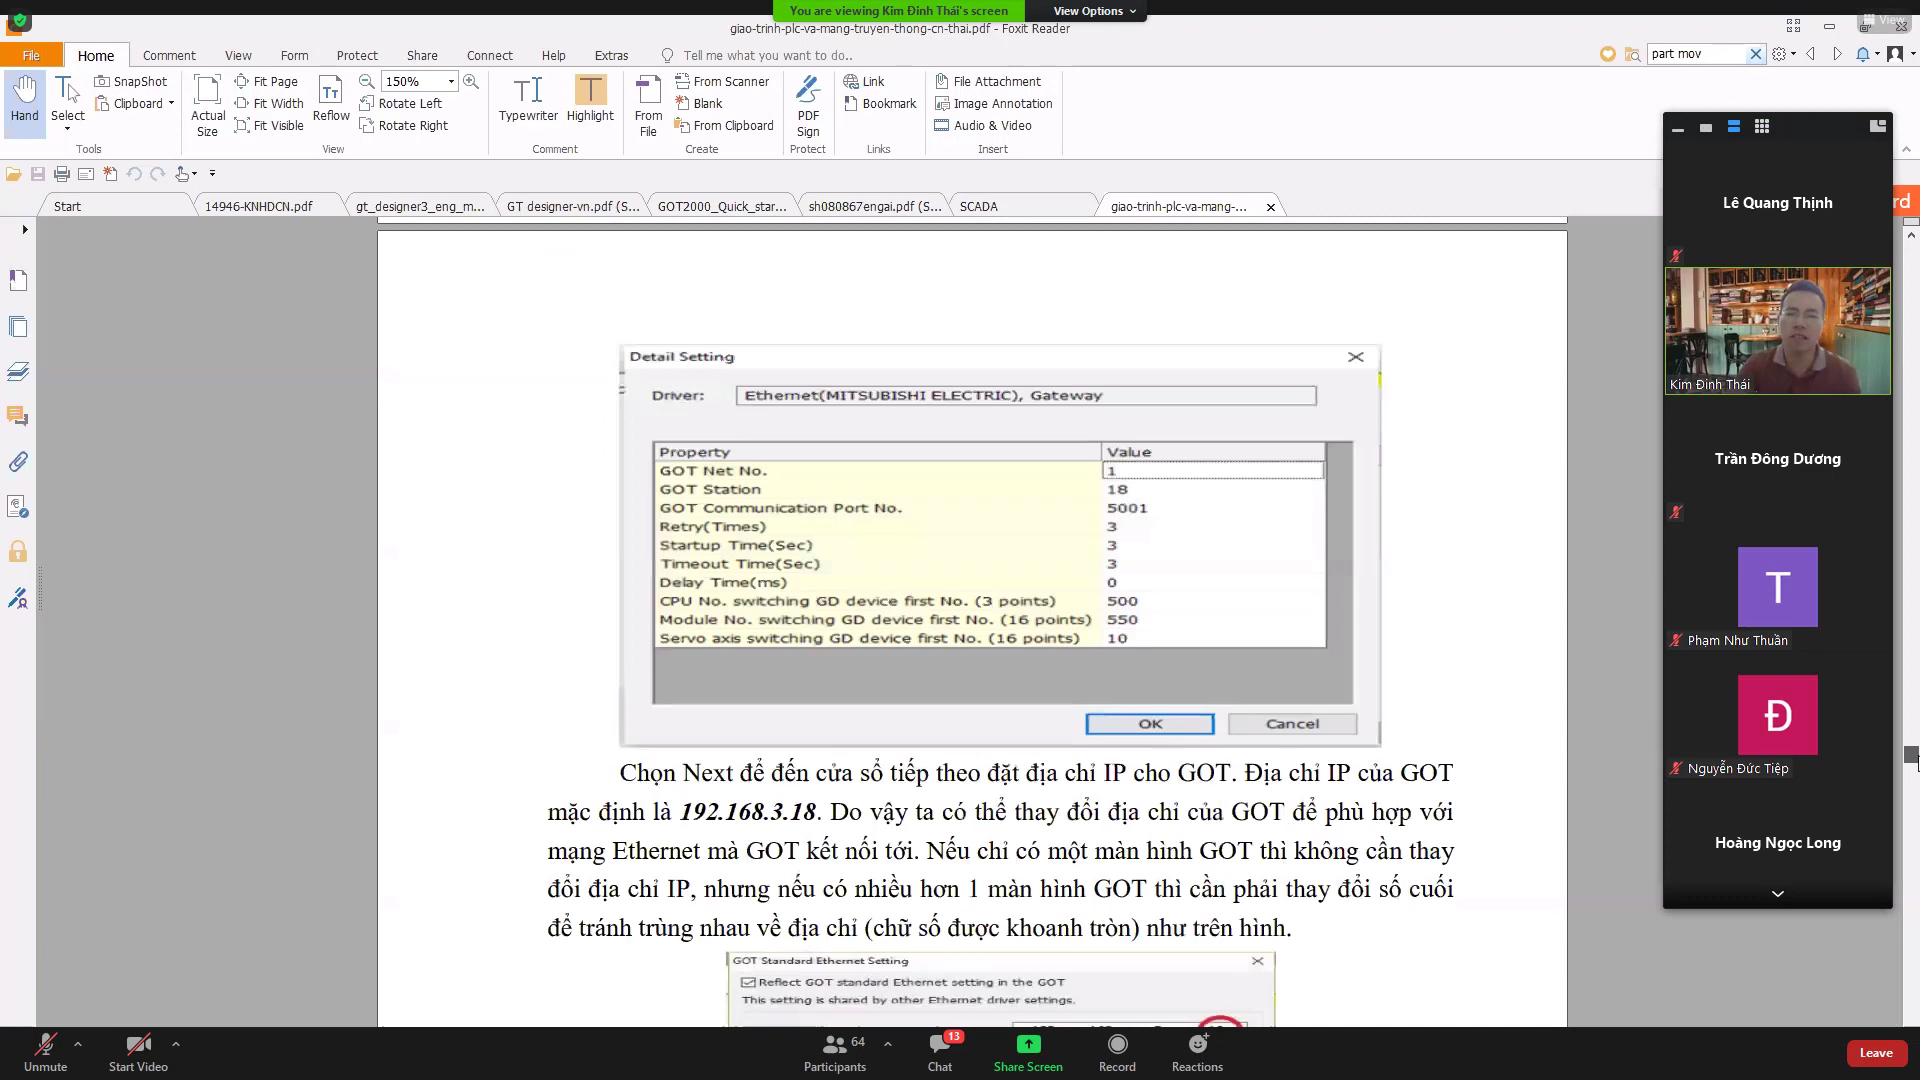 You are viewing Kim Đình Thái's screen
View Options
View
giao-trinh-plc-va-mang-truyen-thong-cn-thai.pdf - Foxit Reader
File
Home
Comment
View
Form
Protect
Share
Connect
Help
Extras
Tell me what you want to do..
part mov
Hand
Select
SnapShot
Clipboard
Tools
Actual
Size
Fit Page
Fit Width
Fit Visible
Reflow
150%
Rotate Left
Rotate Right
View
Typewriter
Highlight
Comment
From
File
From Scanner
Blank
From Clipboard
Create
PDF
Sign
Protect
Link
Bookmark
Links
File Attachment
Image Annotation
Audio & Video
Insert
Start
14946-KNHDCN.pdf
gt_designer3_eng_m...
GT designer-vn.pdf (S...
GOT2000_Quick_star...
sh080867engai.pdf (S...
SCADA
giao-trinh-plc-va-mang-...
rd
Detail Setting
Driver: Ethernet(MITSUBISHI ELECTRIC), Gateway
Property Value
GOT Net No. 1
GOT Station 18
GOT Communication Port No. 5001
Retry(Times) 3
Startup Time(Sec) 3
Timeout Time(Sec) 3
Delay Time(ms) 0
CPU No. switching GD device first No. (3 points) 500
Module No. switching GD device first No. (16 points) 550
Servo axis switching GD device first No. (16 points) 10
OK Cancel
Chọn Next để đến cửa sổ tiếp theo đặt địa chỉ IP cho GOT. Địa chỉ IP của GOT
mặc định là 192.168.3.18. Do vậy ta có thể thay đổi địa chỉ của GOT để phù hợp với
mạng Ethernet mà GOT kết nối tới. Nếu chỉ có một màn hình GOT thì không cần thay
đổi địa chỉ IP, nhưng nếu có nhiều hơn 1 màn hình GOT thì cần phải thay đổi số cuối
để tránh trùng nhau về địa chỉ (chữ số được khoanh tròn) như trên hình.
GOT Standard Ethernet Setting
Reflect GOT standard Ethernet setting in the GOT
This setting is shared by other Ethernet driver settings.
Lê Quang Thịnh
Kim Đình Thái
Trần Đông Dương
T
Phạm Như Thuần
Đ
Nguyễn Đức Tiệp
Hoàng Ngọc Long
Unmute
Start Video
64
Participants
13
Chat
Share Screen
Record
Reactions
Leave